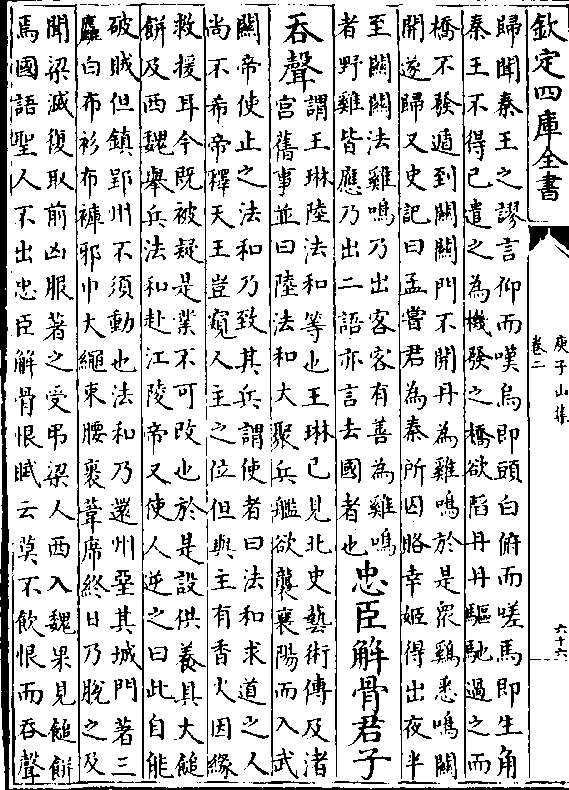 欽定四庫全書
庾子山集
卷二
六十六
歸聞秦王之謬言仰而嘆烏即頭白俯而嗟馬即生角
秦王不得已遣之為機發之橋欲䧟丹丹驅馳過之而
橋不發遁到關關門不開丹為雞鳴於是衆鷄悉鳴關
開遂歸又史記曰孟嘗君為秦所囚賂幸姬得出夜半
至關關法雞鳴乃出客客有善為雞鳴
者野雞皆應乃出二語亦言去國者也
忠臣解骨君子
吞聲
謂王琳陸法和等也王琳已見北史藝術傳及渚
宮舊事並曰陸法和大聚兵艦欲襲襄陽而入武
關帝使止之法和乃致其兵謂使者曰法和求道之人
尚不希帝釋天王豈窺人主之位但與主有香火因緣
救援耳今既被疑是業不可改也於是設供養具大䭔
餅及西魏舉兵法和赴江陵帝又使人逆之曰此自能
破賊但鎮郢州不須動也法和乃還州堊其城門著三
麤白布衫布褲邪巾大繩束腰褱葦席終日乃脫之及
聞梁滅復取前凶服著之受弔梁人西入魏果見䭔餅
焉國語聖人不出忠臣解骨恨賦云莫不飲恨而吞聲